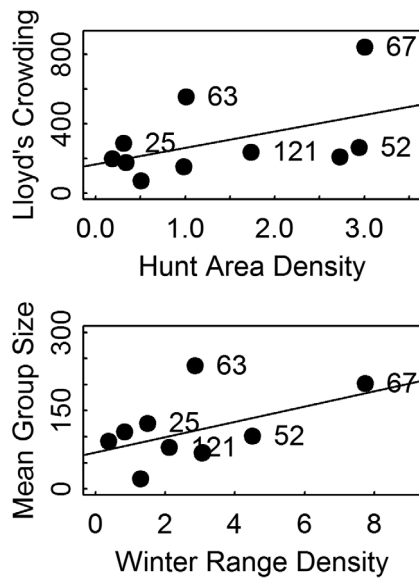 800
400
0
Lloyd's Crowding
67
63
25
121
52
0.0 1.0 2.0 3.0
Hunt Area Density
300
150
0
Mean Group Size
63
67
25
121
52
0 2 4 6 8
Winter Range Density